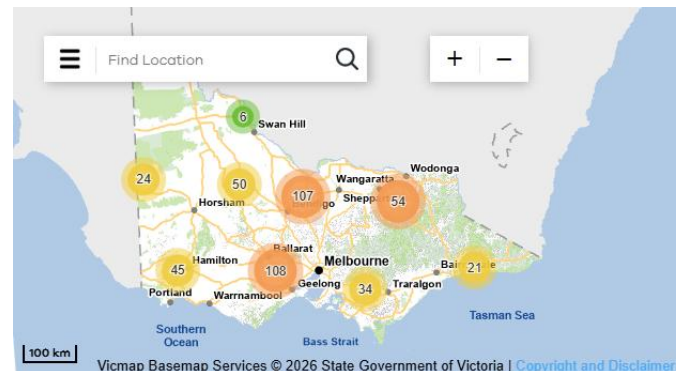 Find Location
+ −
6
Swan Hill
Wodonga
24
50
107
Wangaratta
54
Horsham
Hamilton
45
Ballarat
108
Melbourne
21
Geelong
34
Traralgon
Portland
Warrnambool
Southern
Ocean
Bass Strait
Tasman Sea
100 km
Vicmap Basemap Services © 2026 State Government of Victoria | Copyright and Disclaimer